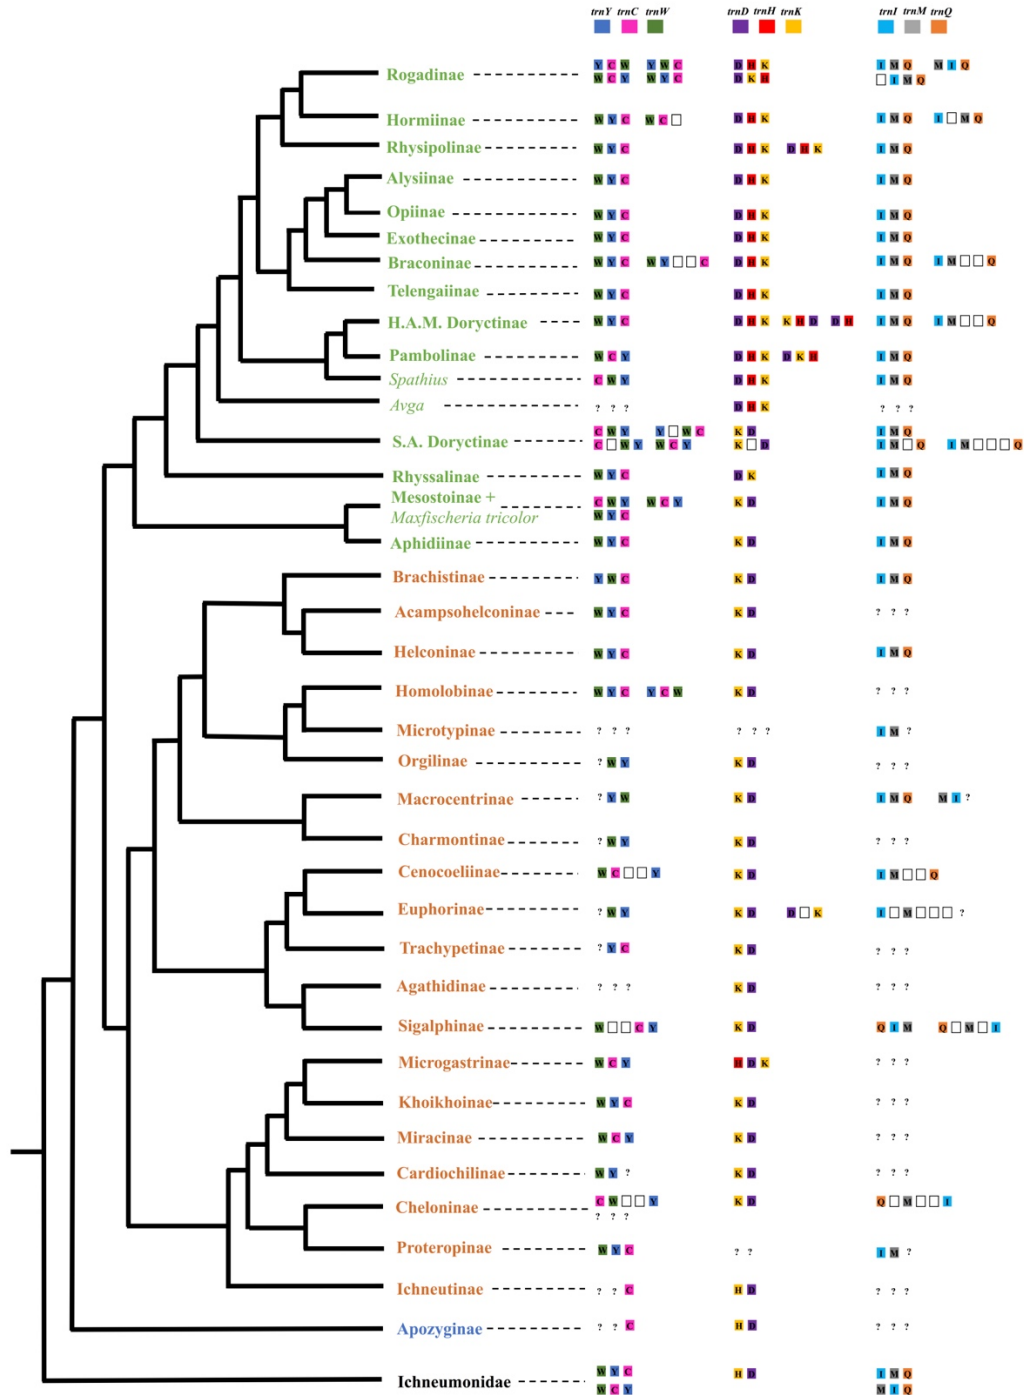 trnY trnC trnW trnD trnH trnK trnI trnM trnQ
Rogadinae Y C W Y W C D H K I M Q M I Q
W C Y W Y C D K H I M Q
Hormiinae W Y C W C D H K I M Q I M Q
Rhysipolinae W Y C D H K D H K I M Q
Alysiinae W Y C D H K I M Q
Opiinae W Y C D H K I M Q
Exothecinae W Y C D H K I M Q
Braconinae W Y C W Y C D H K I M Q I M Q
Telengaiinae W Y C D H K I M Q
H.A.M. Doryctinae W Y C D H K K H D D H I M Q I M Q
Pambolinae W C Y D H K D K H I M Q
Spathius C W Y D H K I M Q
Avga ? ? ? D H K ? ? ?
C W Y Y W C K D I M Q
S.A. Doryctinae C W Y W C Y K D I M Q I M Q
Rhyssalinae W Y C D K I M Q
Mesostoinae + C W Y W C Y K D I M Q
Maxfischeria tricolor W Y C
Aphidiinae W Y C K D I M Q
Brachistinae Y W C K D I M Q
Acampsohelconinae W Y C K D ? ? ?
Helconinae W Y C K D I M Q
Homolobinae W Y C Y C W K D ? ? ?
Microtypinae ? ? ? ? ? ? I M ?
Orgilinae ? W Y K D ? ? ?
Macrocentrinae ? Y W K D I M Q M I ?
Charmontinae ? W Y K D ? ? ?
Cenocoeliinae W C Y K D I M Q
Euphorinae ? W Y K D D K I M ?
Trachypetinae ? Y C K D ? ? ?
Agathidinae ? ? ? K D ? ? ?
Sigalphinae W C Y K D Q I M Q M I
Microgastrinae W C Y H D K ? ? ?
Khoikhoinae W Y C K D ? ? ?
Miracinae W C Y K D ? ? ?
Cardiochilinae W Y ? K D ? ? ?
Cheloninae C W Y K D Q M I
? ? ?
Proteropinae W Y C ? ? I M ?
Ichneutinae ? ? C H D ? ? ?
Apozyginae ? ? C H D ? ? ?
Ichneumonidae W Y C H D I M Q
W C Y M I Q